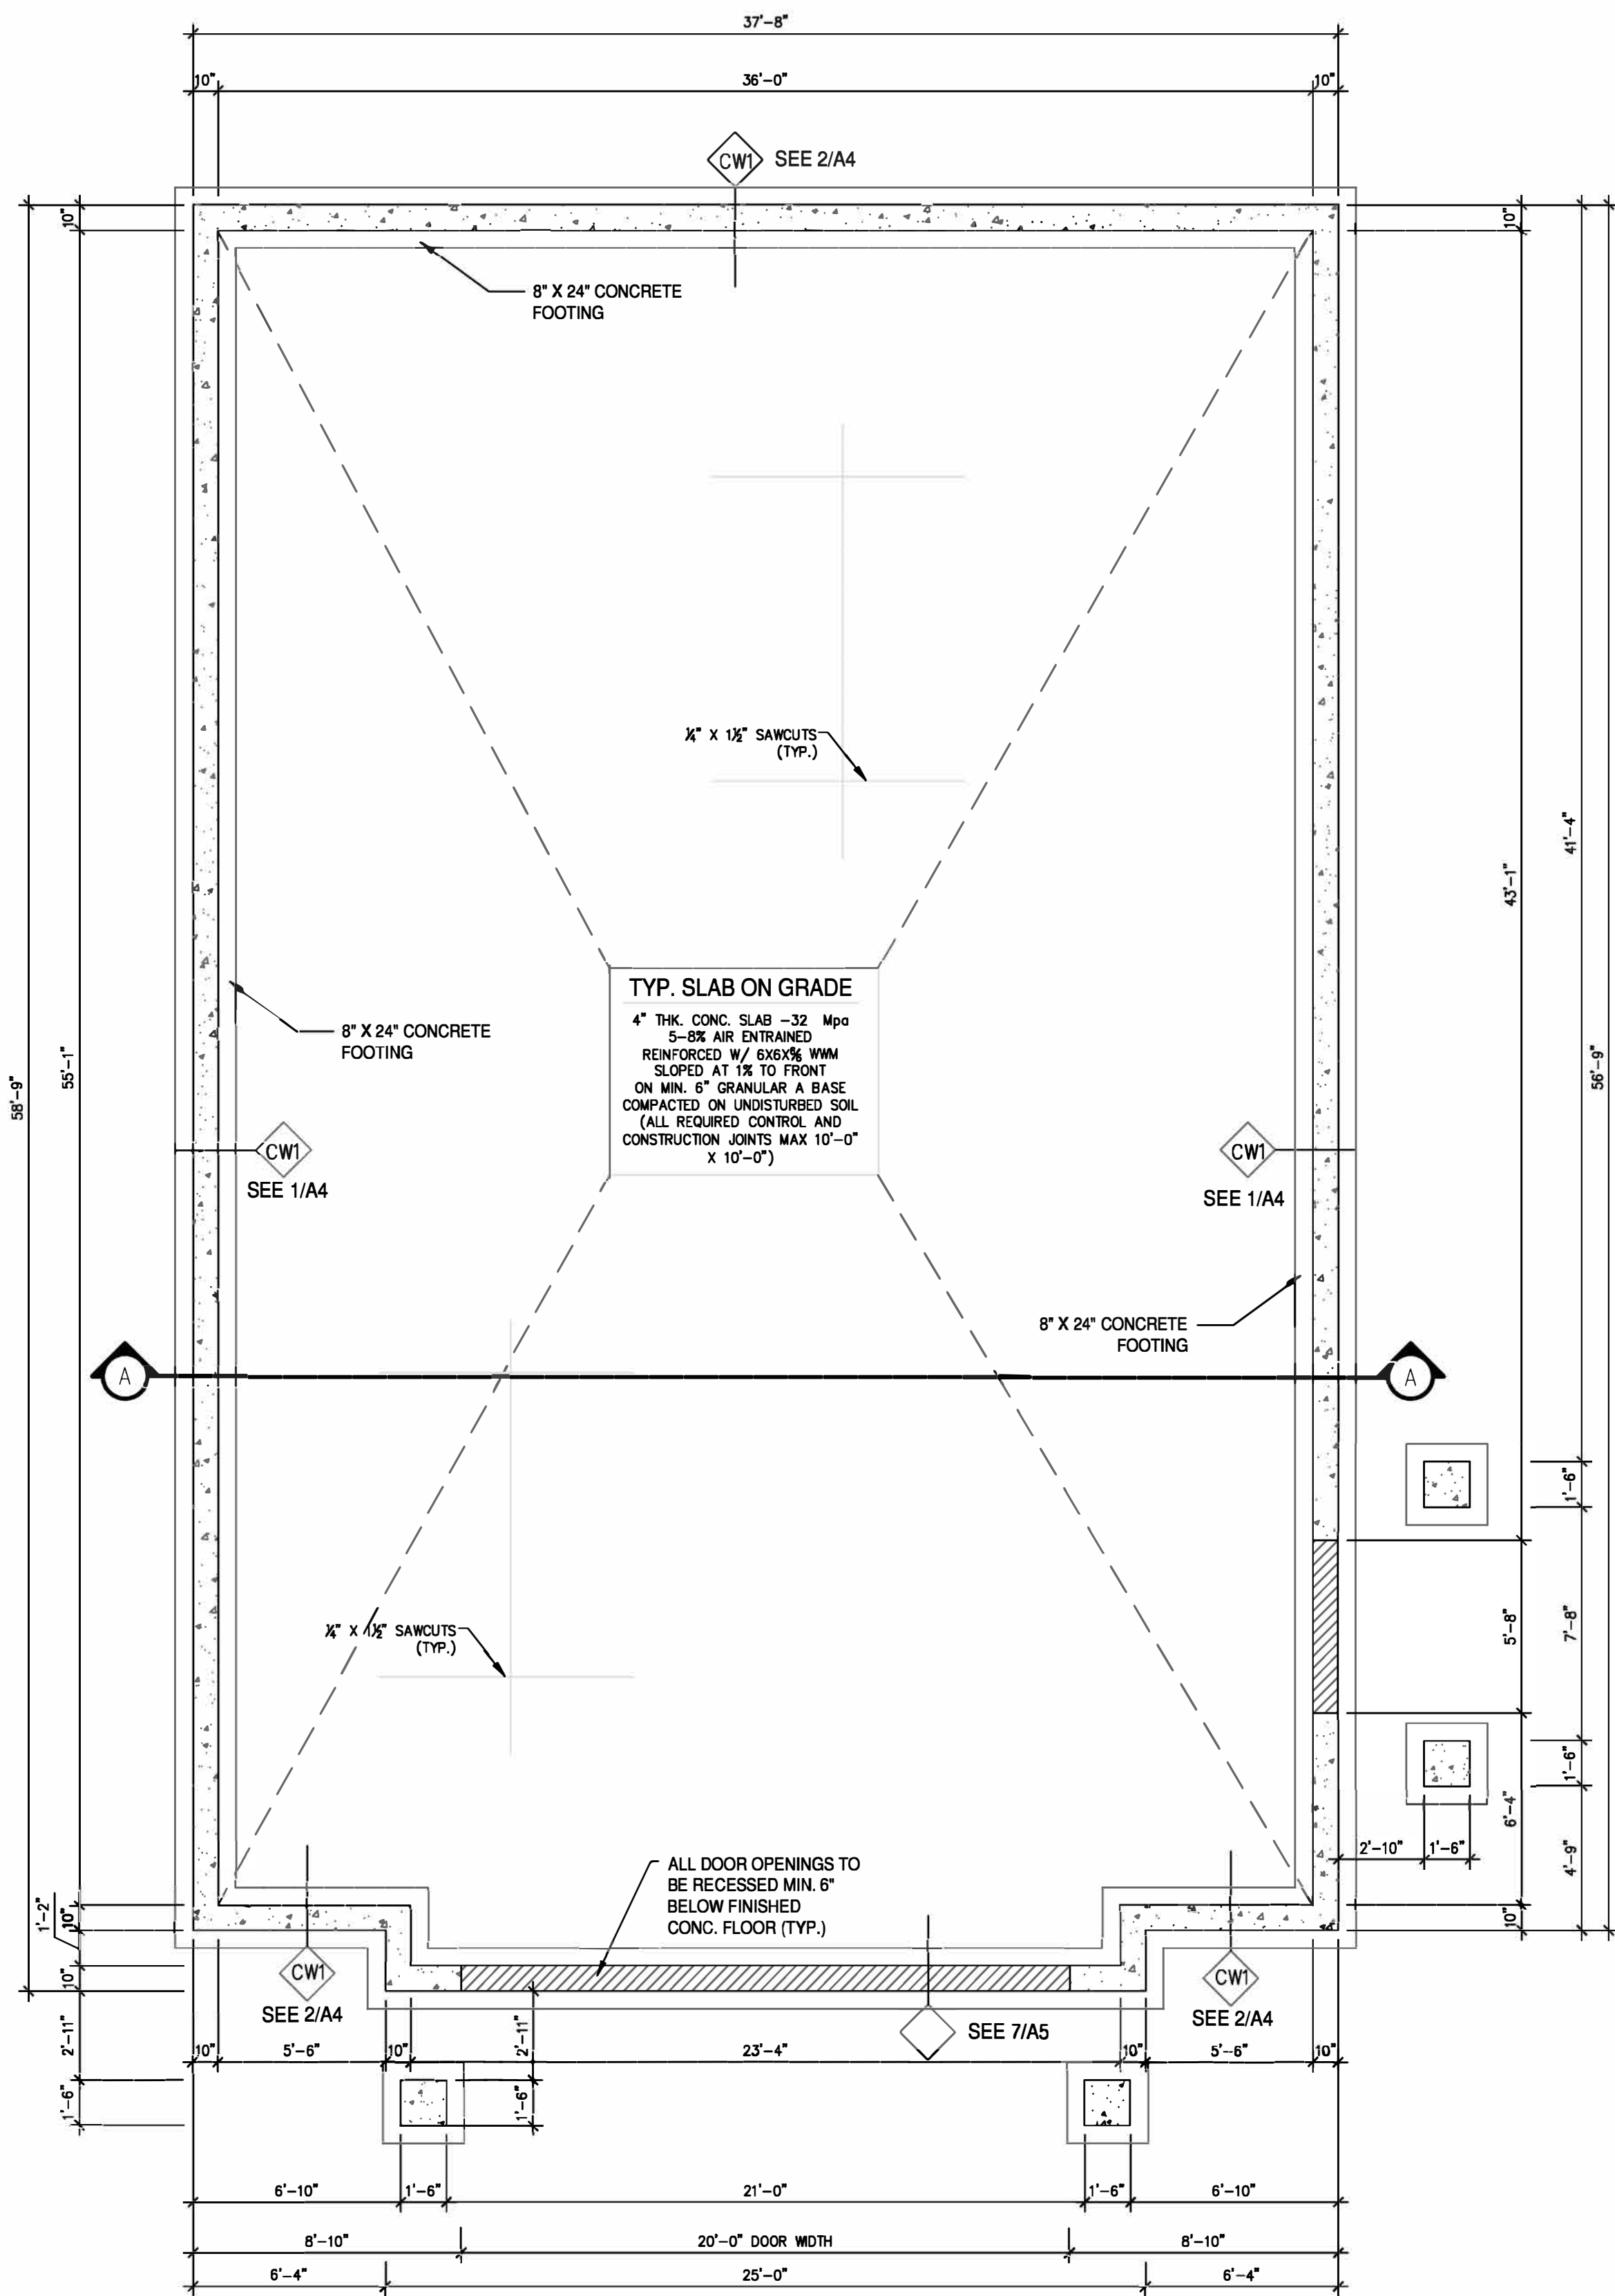 37'-8"
10" 36'-0" 10"
CW1 SEE 2/A4
10"
10"
8" X 24" CONCRETE
FOOTING
¼" X 1½" SAWCUTS
(TYP.)
41'-4"
43'-1"
TYP. SLAB ON GRADE
4" THK. CONC. SLAB -32 Mpa
5-8% AIR ENTRAINED
REINFORCED W/ 6X6X⁶⁄₆ WWM
SLOPED AT 1% TO FRONT
ON MIN. 6" GRANULAR A BASE
COMPACTED ON UNDISTURBED SOIL
(ALL REQUIRED CONTROL AND
CONSTRUCTION JOINTS MAX 10'-0"
X 10'-0")
8" X 24" CONCRETE
FOOTING
58'-9"
55'-1"
56'-9"
CW1
SEE 1/A4
CW1
SEE 1/A4
8" X 24" CONCRETE
FOOTING
A
A
1'-6"
5'-8"
7'-8"
¼" X 1½" SAWCUTS
(TYP.)
1'-6"
6'-4"
2'-10" 1'-6"
4'-9"
ALL DOOR OPENINGS TO
BE RECESSED MIN. 6"
BELOW FINISHED
CONC. FLOOR (TYP.)
1'-2"
10"
10"
10"
CW1
SEE 2/A4
CW1
SEE 2/A4
SEE 7/A5
2'-11"
2'-11"
10" 5'-6" 10" 23'-4" 10" 5'-6" 10"
1'-6"
1'-6"
6'-10" 1'-6" 21'-0" 1'-6" 6'-10"
8'-10" 20'-0" DOOR WIDTH 8'-10"
6'-4" 25'-0" 6'-4"